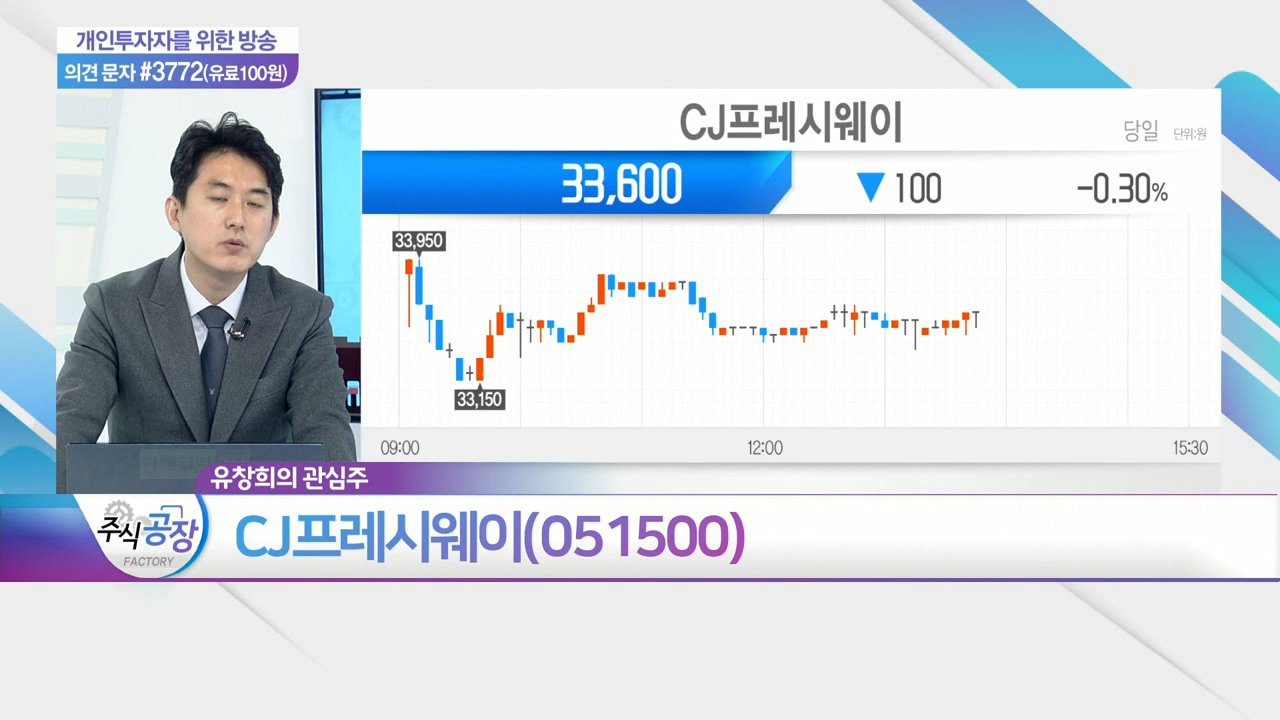 개인투자자를 위한 방송
의견 문자 #3772(유료100원)
CJ프레시웨이
당일 단위:원
33,600 ▼100 -0.30%
33,950
33,150
09:00 12:00 15:30
유창희의 관심주
주식공장
FACTORY
CJ프레시웨이(051500)